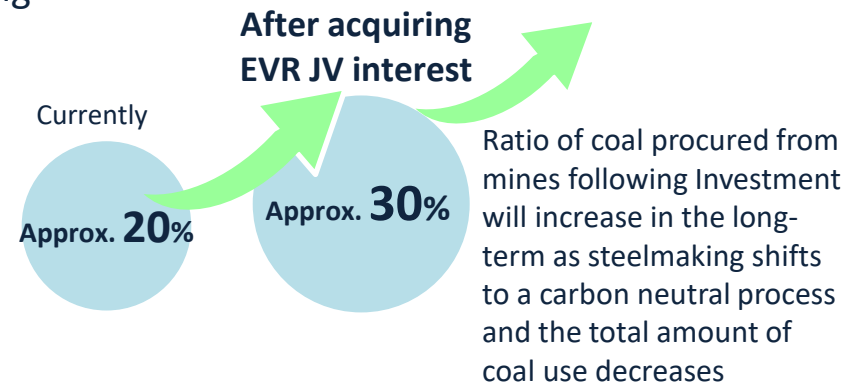 After acquiring
EVR JV interest
Currently
Approx. 20%
Approx. 30%
Ratio of coal procured from
mines following Investment
will increase in the long-
term as steelmaking shifts
to a carbon neutral process
and the total amount of
coal use decreases